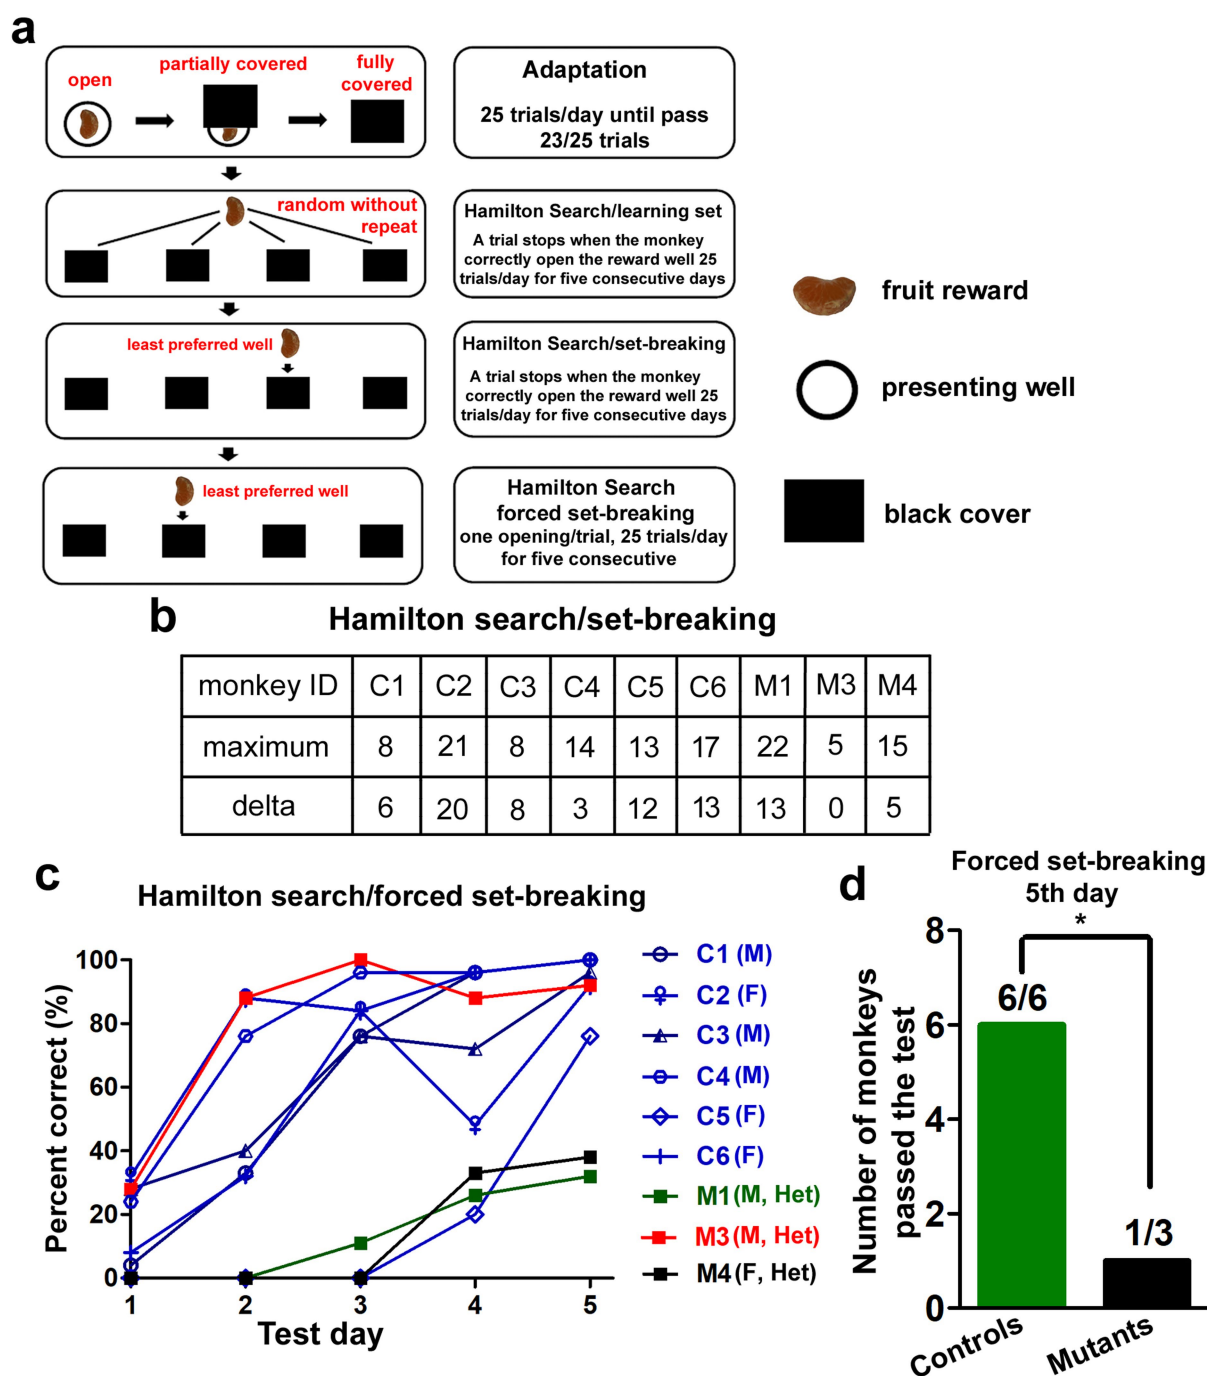 a
open
partially covered
fully
covered
Adaptation
25 trials/day until pass
23/25 trials
random without
repeat
Hamilton Search/learning set
A trial stops when the monkey
correctly open the reward well 25
trials/day for five consecutive days
least preferred well
Hamilton Search/set-breaking
A trial stops when the monkey
correctly open the reward well 25
trials/day for five consecutive days
least preferred well
Hamilton Search
forced set-breaking
one opening/trial, 25 trials/day
for five consecutive
fruit reward
presenting well
black cover
b
Hamilton search/set-breaking
monkey ID C1 C2 C3 C4 C5 C6 M1 M3 M4
maximum 8 21 8 14 13 17 22 5 15
delta 6 20 8 3 12 13 13 0 5
c
Hamilton search/forced set-breaking
Percent correct (%)
100
80
60
40
20
0
1 2 3 4 5
Test day
C1 (M)
C2 (F)
C3 (M)
C4 (M)
C5 (F)
C6 (F)
M1 (M, Het)
M3 (M, Het)
M4 (F, Het)
d
Forced set-breaking
5th day
*
Number of monkeys
passed the test
8
6
4
2
0
6/6
1/3
Controls
Mutants